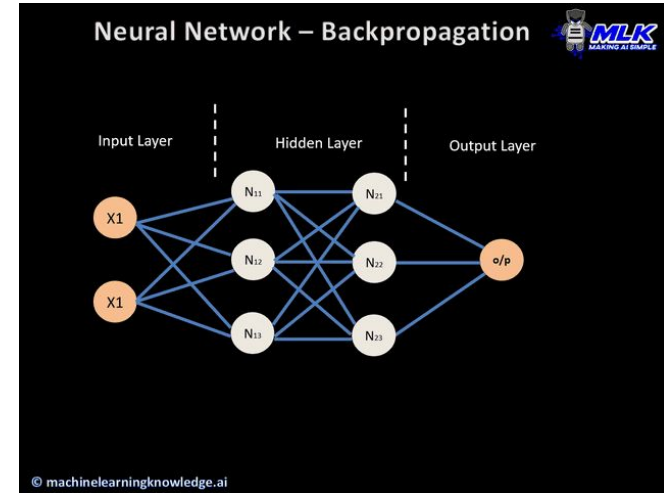 Neural Network – Backpropagation
MLK
MAKING AI SIMPLE
Input Layer
Hidden Layer
Output Layer
N11
N21
X1
N12
N22
o/p
X1
N13
N23
© machinelearningknowledge.ai